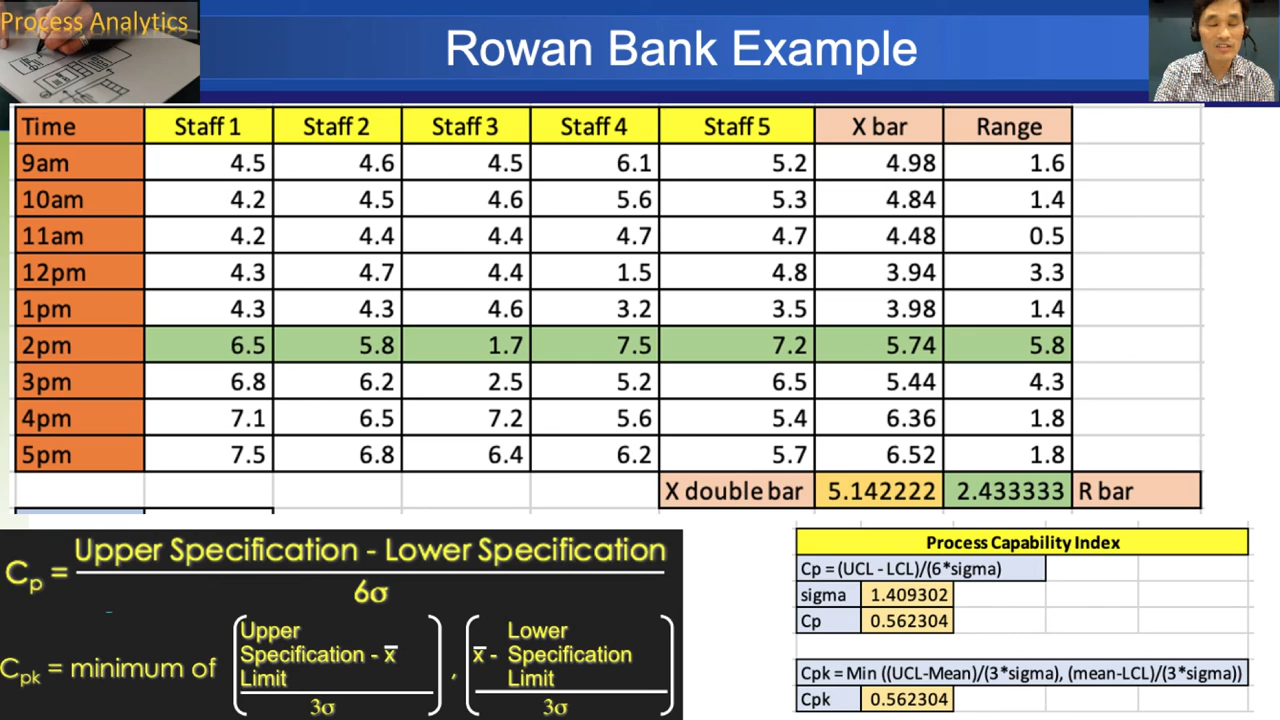 Process Analytics
Rowan Bank Example
Time Staff 1 Staff 2 Staff 3 Staff 4 Staff 5 X bar Range
9am 4.5 4.6 4.5 6.1 5.2 4.98 1.6
10am 4.2 4.5 4.6 5.6 5.3 4.84 1.4
11am 4.2 4.4 4.4 4.7 4.7 4.48 0.5
12pm 4.3 4.7 4.4 1.5 4.8 3.94 3.3
1pm 4.3 4.3 4.6 3.2 3.5 3.98 1.4
2pm 6.5 5.8 1.7 7.5 7.2 5.74 5.8
3pm 6.8 6.2 2.5 5.2 6.5 5.44 4.3
4pm 7.1 6.5 7.2 5.6 5.4 6.36 1.8
5pm 7.5 6.8 6.4 6.2 5.7 6.52 1.8
X double bar 5.142222 2.433333 R bar
Upper Specification - Lower Specification
Cp =
6σ
Upper
Specification - x̄
Limit
3σ
Cpk = minimum of
,
Lower
x̄ - Specification
Limit
3σ
Process Capability Index
Cp = (UCL - LCL)/(6*sigma)
sigma 1.409302
Cp 0.562304
Cpk = Min ((UCL-Mean)/(3*sigma), (mean-LCL)/(3*sigma))
Cpk 0.562304